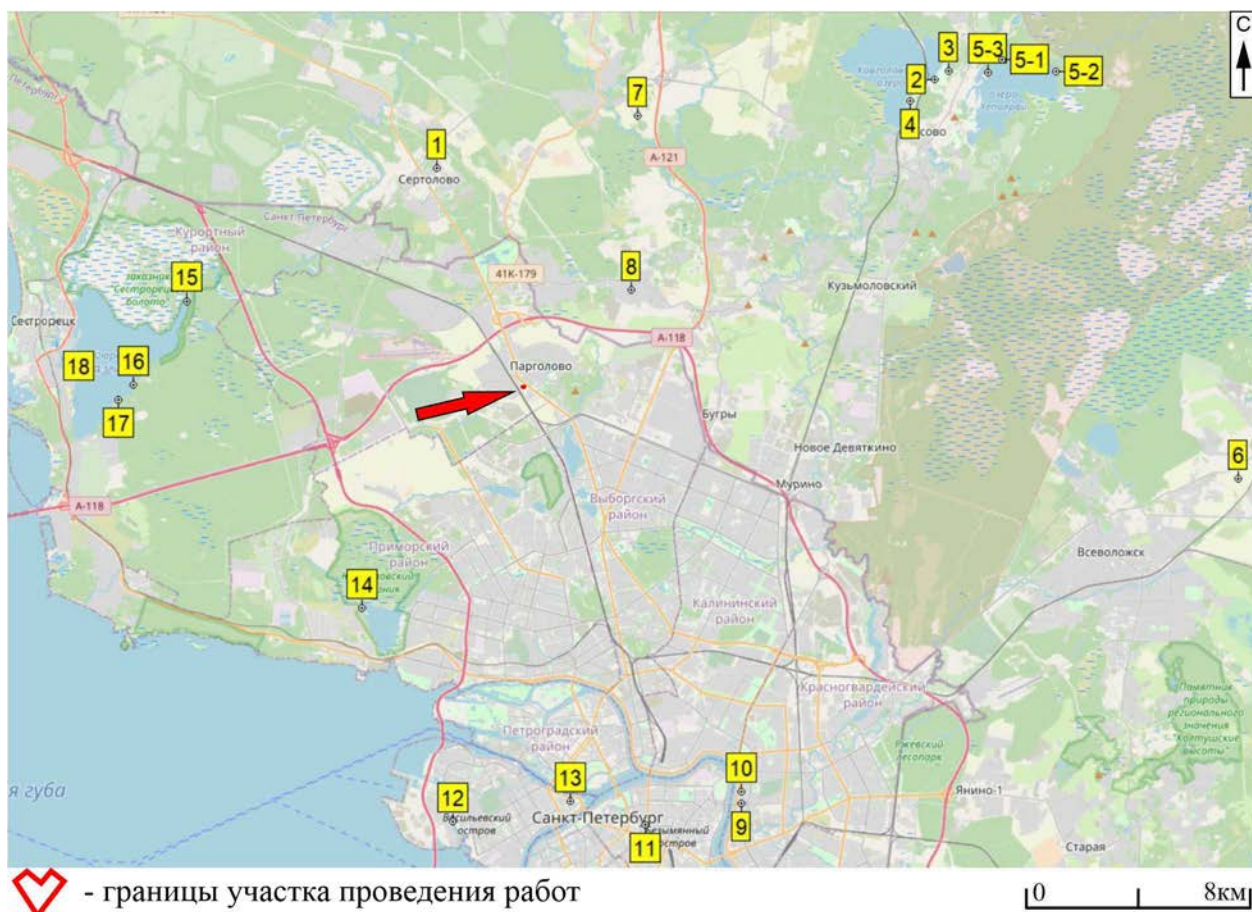 С
3
5-3
5-1
2
5-2
7
4
1
А-121
Сертолово
Санкт-Петербург
Курортный
район
41К-179
8
Кузьмоловский
15
заказник
Сестрорецк
А-118
18
16
Парголово
17
Бугры
Новое Девяткино
6
Мурино
Выборгский
район
А-118
Всеволожск
Приморский
район
14
Калининский
район
Красногвардейский
район
Памятник
природы
регионального
значения
"Колтушские
высоты"
Петроградский
район
Ржевский
лесопарк
10
13
12
Янино-1
я губа
Васильевский
остров
Санкт-Петербург
9
11
остров
Старая
- границы участка проведения работ
0 8км